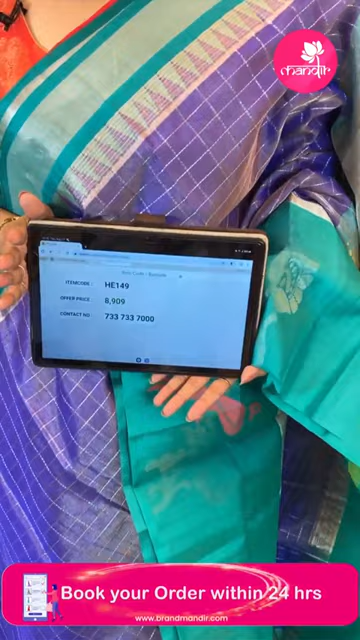 mandir
ITEMCODE : HE149
OFFER PRICE : 8,909
CONTACT NO : 733 733 7000
Book your Order within 24 hrs
www.brandmandir.com